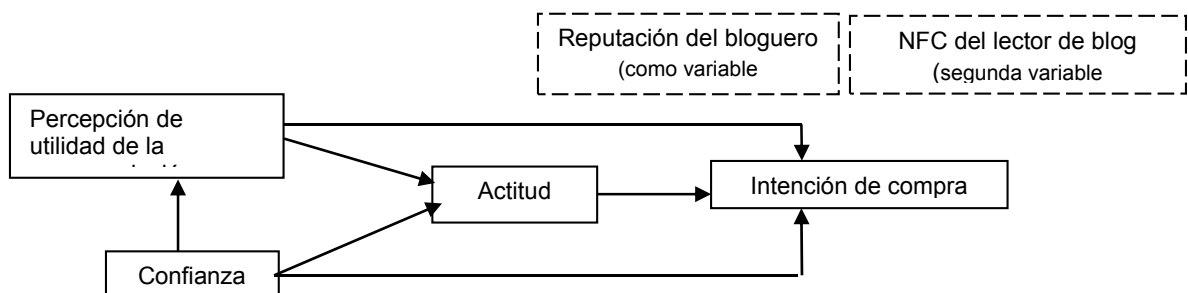 Reputación del bloguero
(como variable
NFC del lector de blog
(segunda variable
Percepción de
utilidad de la
Actitud
Intención de compra
Confianza